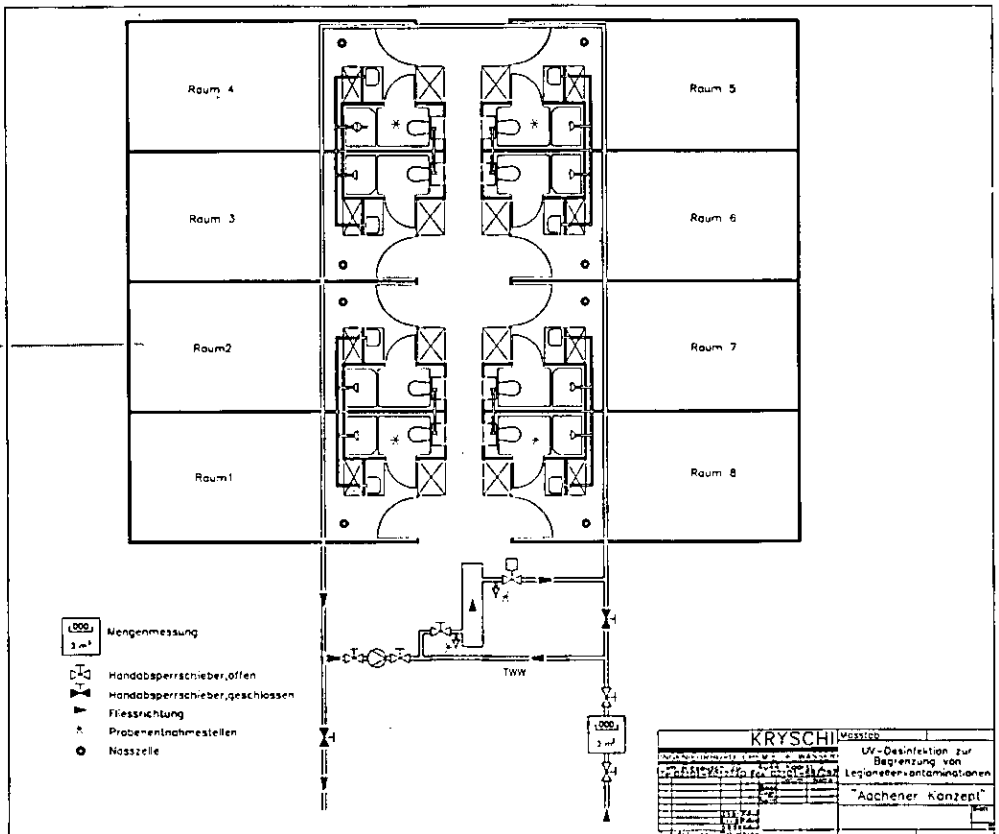 Raum 4
Raum 5
Raum 3
Raum 6
Raum2
Raum 7
Raum1
Raum 8
Mengenmessung
Handabsperrschieber,offen
Handabsperrschieber,geschlossen
Fliessrichtung
Probenentnahmestellen
Nasszelle
TWW
KRYSCHI
Massstab
UV-Desinfektion zur
Begrenzung von
Legionellenkontaminationen
"Aachener Konzept"